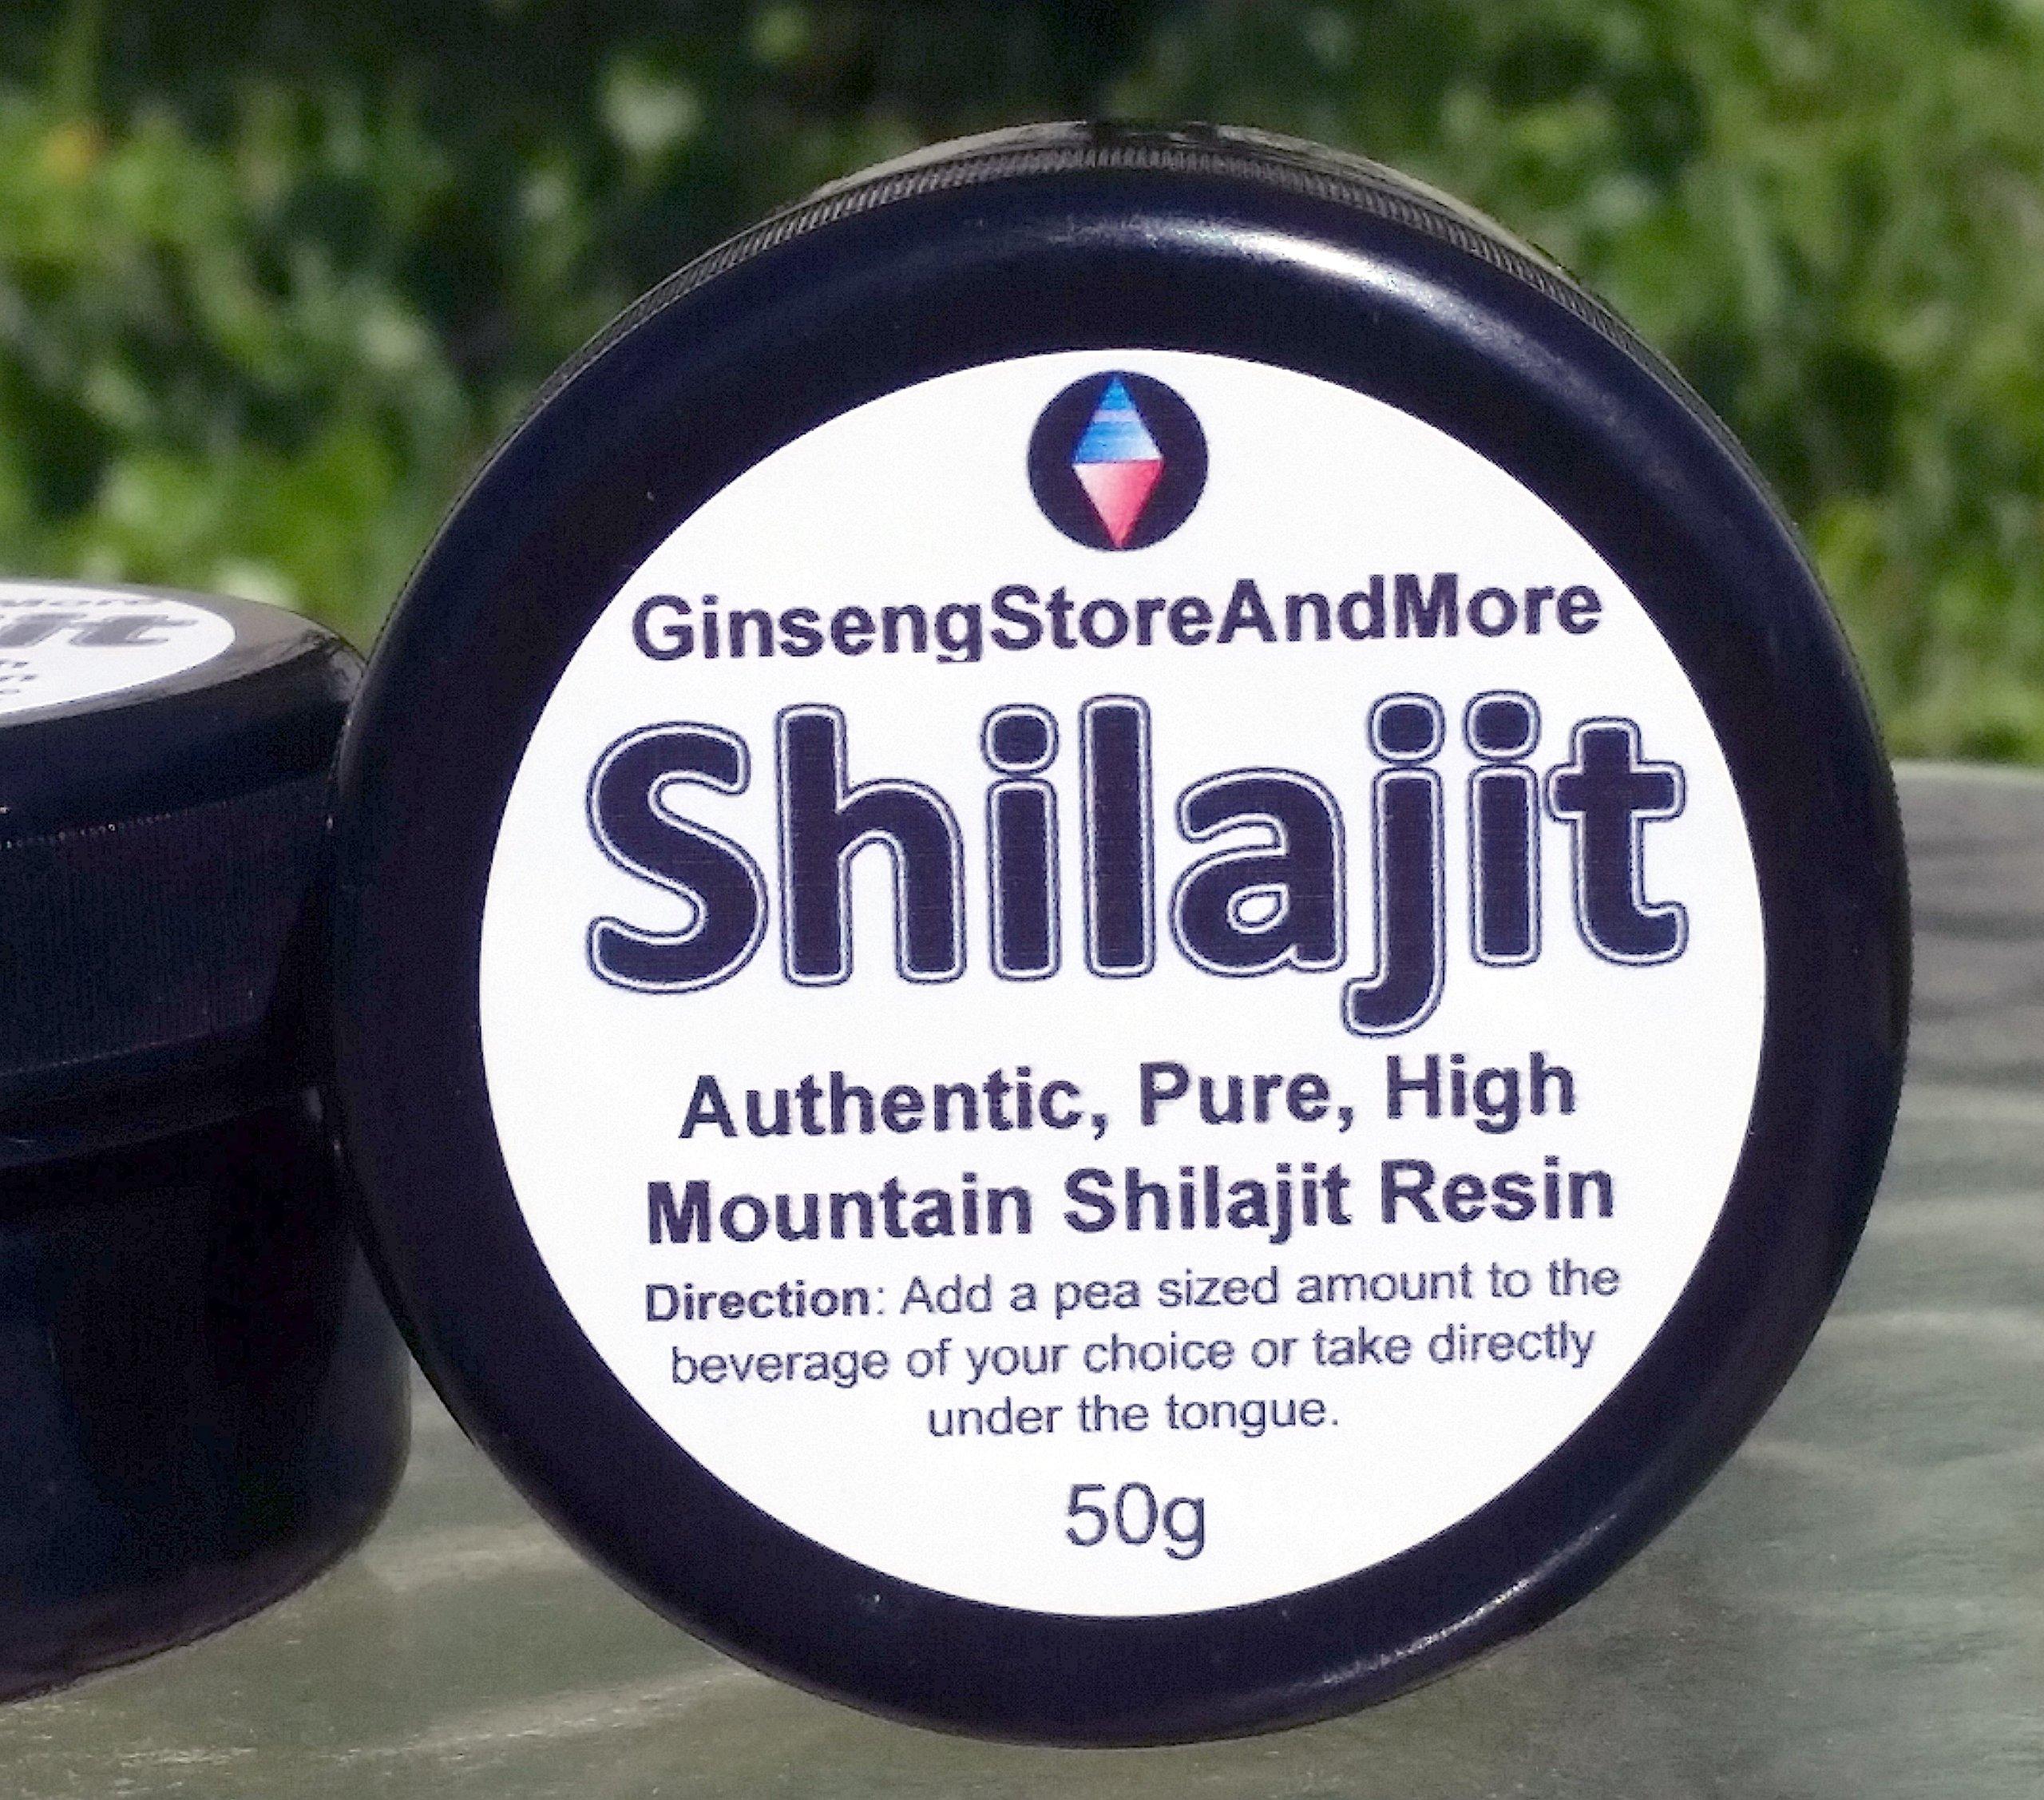 GinsengStoreAndMore
Shilajit
Authentic, Pure, High
Mountain Shilajit Resin
Direction: Add a pea sized amount to the
beverage of your choice or take directly
under the tongue.
50g